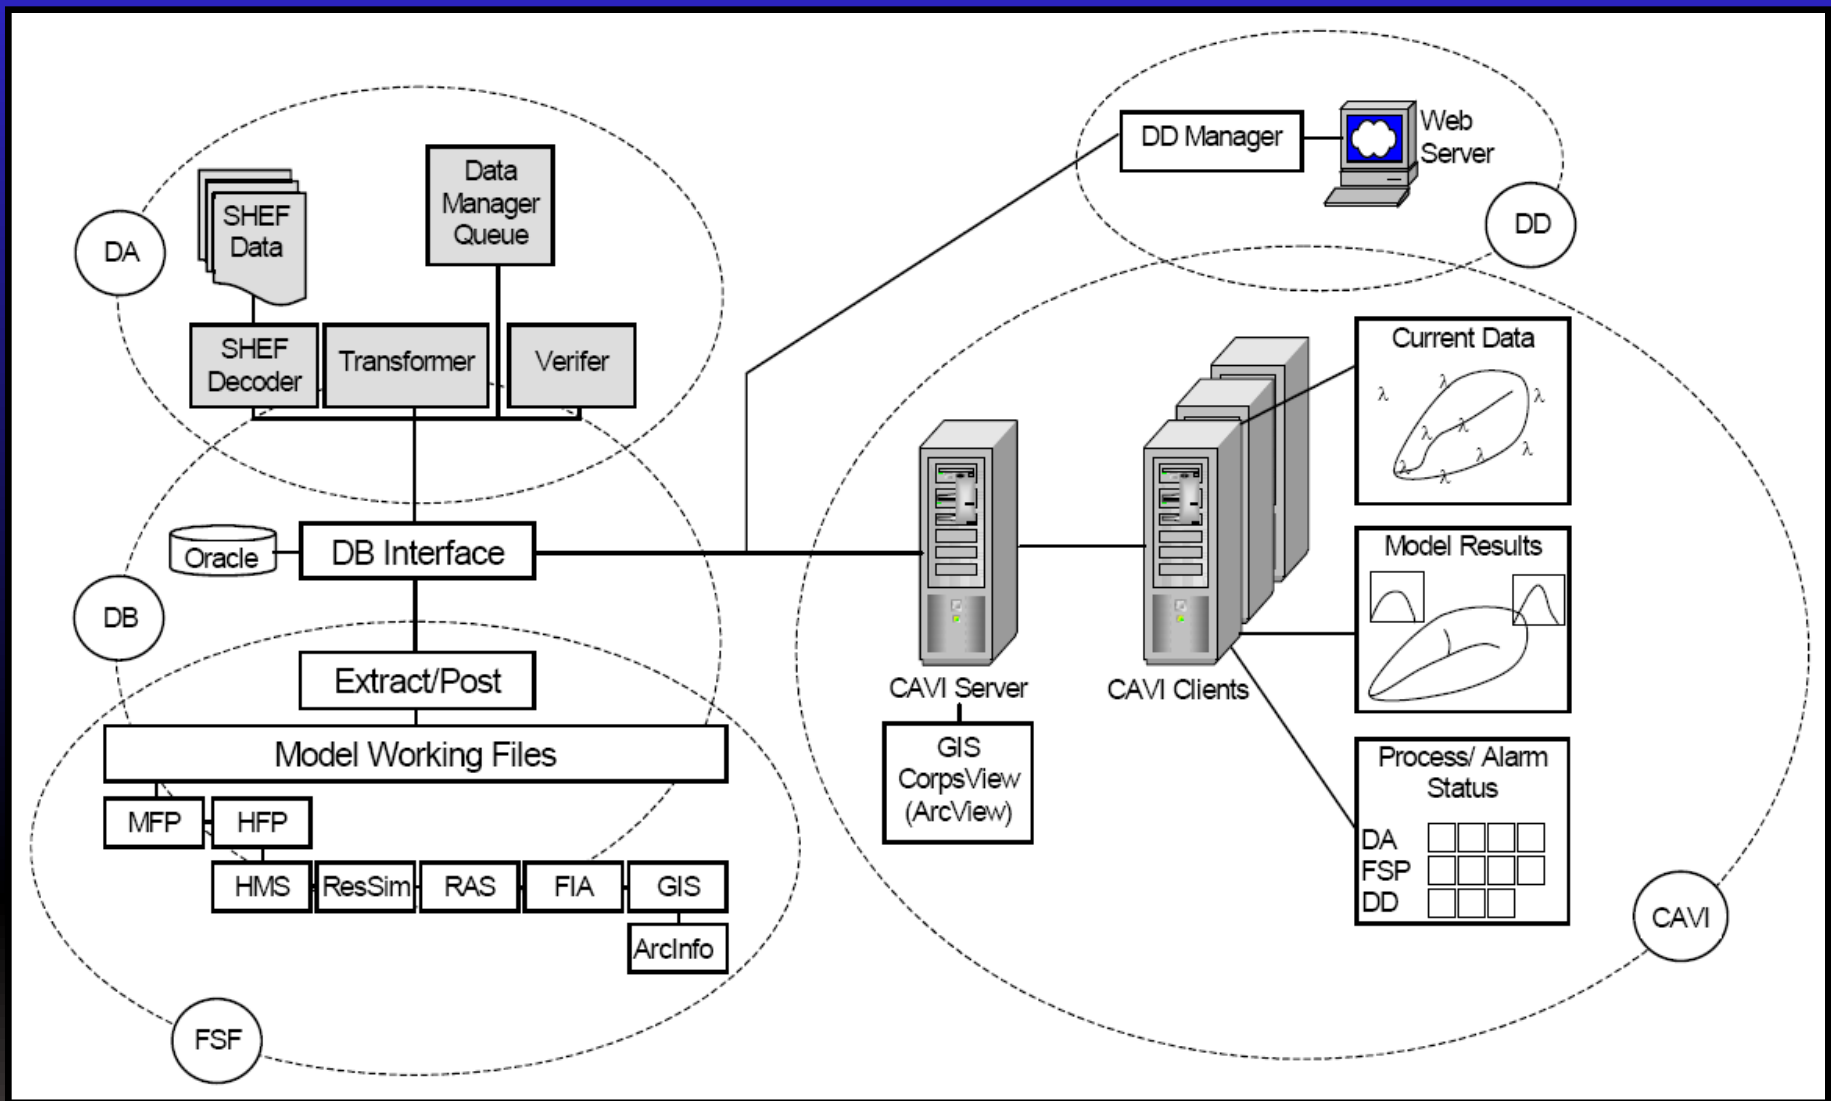 SHEF
Data
Data
Manager
Queue
DA
SHEF
Decoder
Transformer
Verifer
DD Manager
Web
Server
DD
Oracle
DB Interface
DB
Extract/Post
Model Working Files
MFP
HFP
HMS
ResSim
RAS
FIA
GIS
ArcInfo
FSF
CAVI Server
GIS
CorpsView
(ArcView)
CAVI Clients
Current Data
λ
λ
λ
λ
λ
λ
λ
λ
λ
Model Results
Process/ Alarm
Status
DA
FSP
DD
CAVI